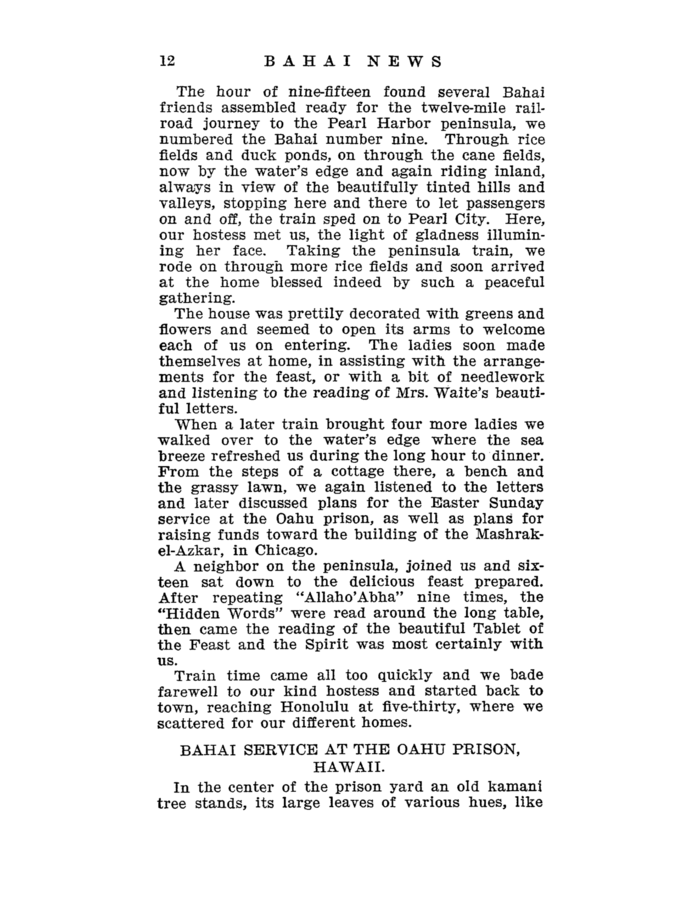 12 BAHAI NEWS
The hour of nine-fifteen found several Bahai
friends assembled ready for the twelve-mile rail-
road journey to the Pearl Harbor peninsula, we
numbered the Bahai number nine. Through rice
fields and duck ponds, on through the cane fields,
now by the water's edge and again riding inland,
always in view of the beautifully tinted hills and
valleys, stopping here and there to let passengers
on and off, the train sped on to Pearl City. Here,
our hostess met us, the light of gladness illumin-
ing her face. Taking the peninsula train, we
rode on through more rice fields and soon arrived
at the home blessed indeed by such a peaceful
gathering.
The house was prettily decorated with greens and
flowers and seemed to open its arms to welcome
each of us on entering. The ladies soon made
themselves at home, in assisting with the arrange-
ments for the feast, or with a bit of needlework
and listening to the reading of Mrs. Waite's beauti-
ful letters.
When a later train brought four more ladies we
walked over to the water's edge where the sea
breeze refreshed us during the long hour to dinner.
From the steps of a cottage there, a bench and
the grassy lawn, we again listened to the letters
and later discussed plans for the Easter Sunday
service at the Oahu prison, as well as plans for
raising funds toward the building of the Mashrak-
el-Azkar, in Chicago.
A neighbor on the peninsula, joined us and six-
teen sat down to the delicious feast prepared.
After repeating "Allaho'Abha" nine times, the
"Hidden Words" were read around the long table,
then came the reading of the beautiful Tablet of
the Feast and the Spirit was most certainly with
us.
Train time came all too quickly and we bade
farewell to our kind hostess and started back to
town, reaching Honolulu at five-thirty, where we
scattered for our different homes.
BAHAI SERVICE AT THE OAHU PRISON,
HAWAII.
In the center of the prison yard an old kamani
tree stands, its large leaves of various hues, like